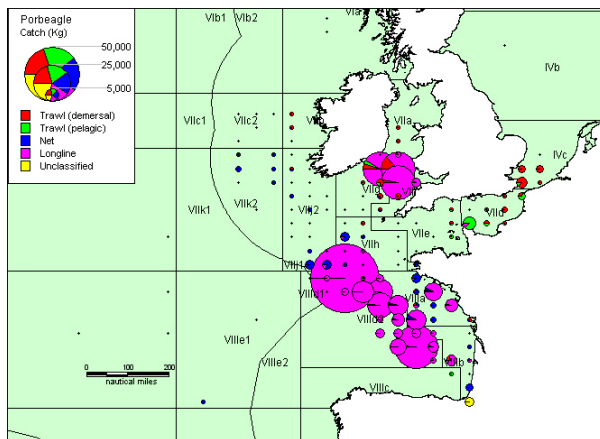 Porbeagle
Catch (Kg)
50,000
25,000
5,000
Trawl (demersal)
Trawl (pelagic)
Net
Longline
Unclassified
VIb1 VIb2
VIa
IVb
VIIc1 VIIc2
VIIa
IVc
VIIg
VIIk1
VIIk2
VIIj2
VIId
VIIe
VIIh
VIIj1
VIIId1
VIIIa
VIIId2
VIIIe1
VIIIe2
VIIIb
VIIIc
0 100 200
nautical miles